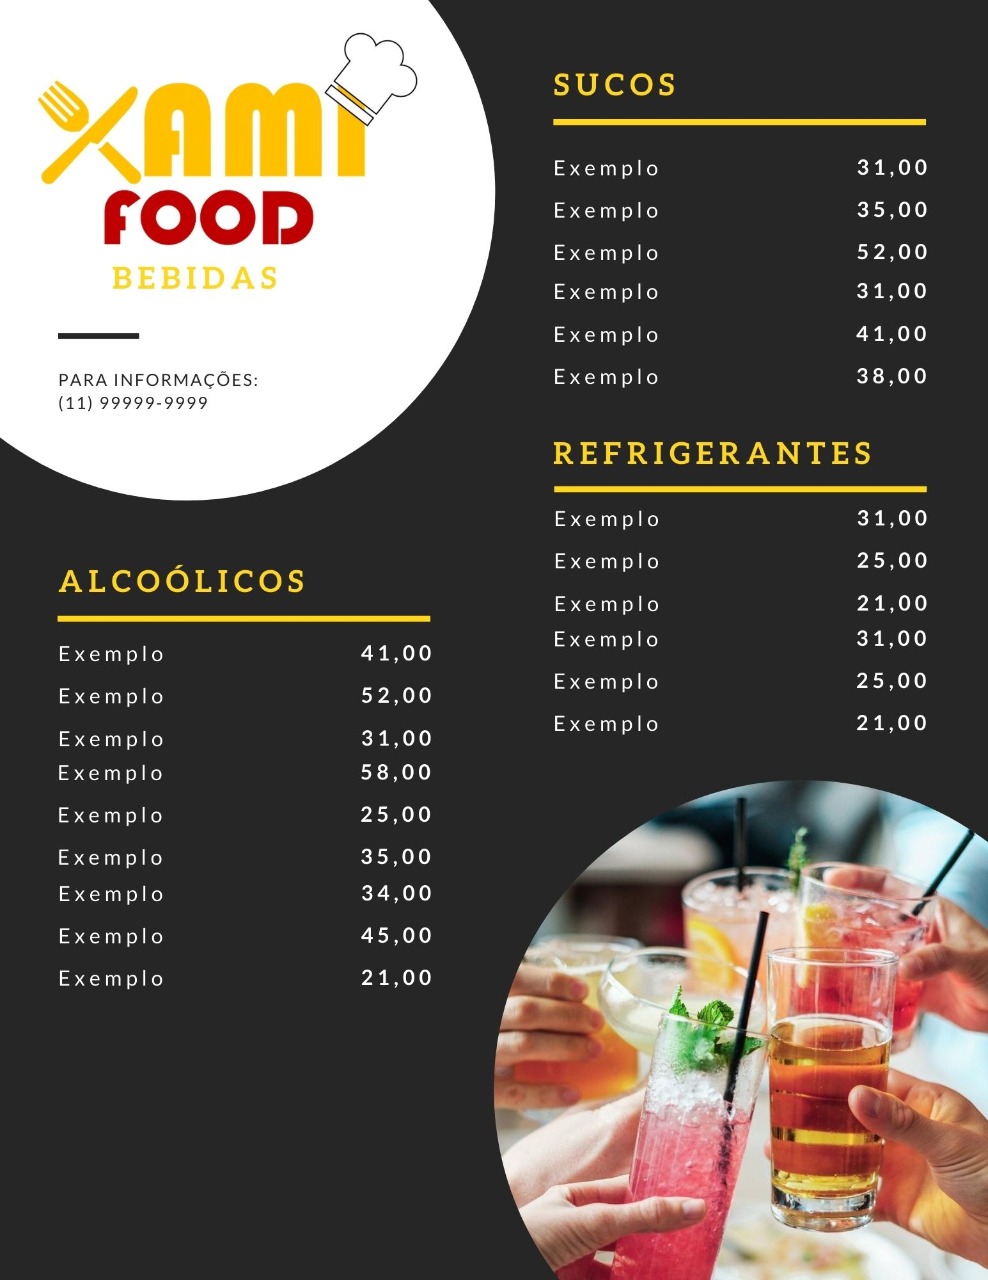 XAMI
FOOD
BEBIDAS
PARA INFORMAÇÕES:
(11) 99999-9999
ALCOÓLICOS
Exemplo 41,00
Exemplo 52,00
Exemplo 31,00
Exemplo 58,00
Exemplo 25,00
Exemplo 35,00
Exemplo 34,00
Exemplo 45,00
Exemplo 21,00
SUCOS
Exemplo 31,00
Exemplo 35,00
Exemplo 52,00
Exemplo 31,00
Exemplo 41,00
Exemplo 38,00
REFRIGERANTES
Exemplo 31,00
Exemplo 25,00
Exemplo 21,00
Exemplo 31,00
Exemplo 25,00
Exemplo 21,00